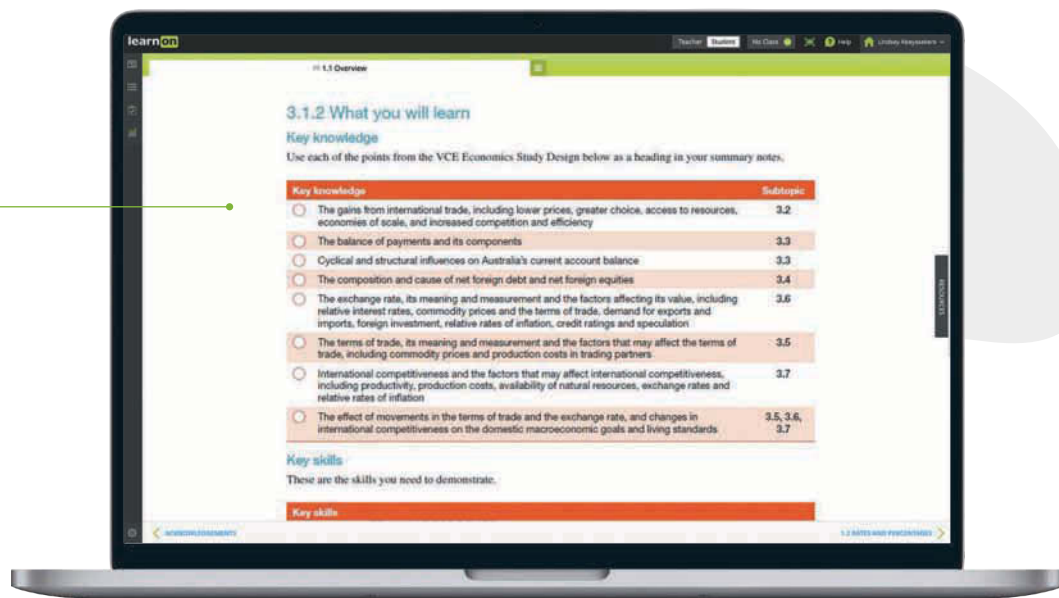 learnon
Teacher Student No Class Help
1.1 Overview
3.1.2 What you will learn
Key knowledge
Use each of the points from the VCE Economics Study Design below as a heading in your summary notes.
Key knowledge Subtopic
The gains from international trade, including lower prices, greater choice, access to resources, 3.2
economies of scale, and increased competition and efficiency
The balance of payments and its components 3.3
Cyclical and structural influences on Australia's current account balance 3.3
The composition and cause of net foreign debt and net foreign equities 3.4
The exchange rate, its meaning and measurement and the factors affecting its value, including 3.6
relative interest rates, commodity prices and the terms of trade, demand for exports and
imports, foreign investment, relative rates of inflation, credit ratings and speculation
The terms of trade, its meaning and measurement and the factors that may affect the terms of 3.5
trade, including commodity prices and production costs in trading partners
International competitiveness and the factors that may affect international competitiveness, 3.7
including productivity, production costs, availability of natural resources, exchange rates and
relative rates of inflation
The effect of movements in the terms of trade and the exchange rate, and changes in 3.5, 3.6,
international competitiveness on the domestic macroeconomic goals and living standards 3.7
Key skills
These are the skills you need to demonstrate.
Key skills
RESOURCES
ACKNOWLEDGEMENTS 1.2 RATES AND PERCENTAGES